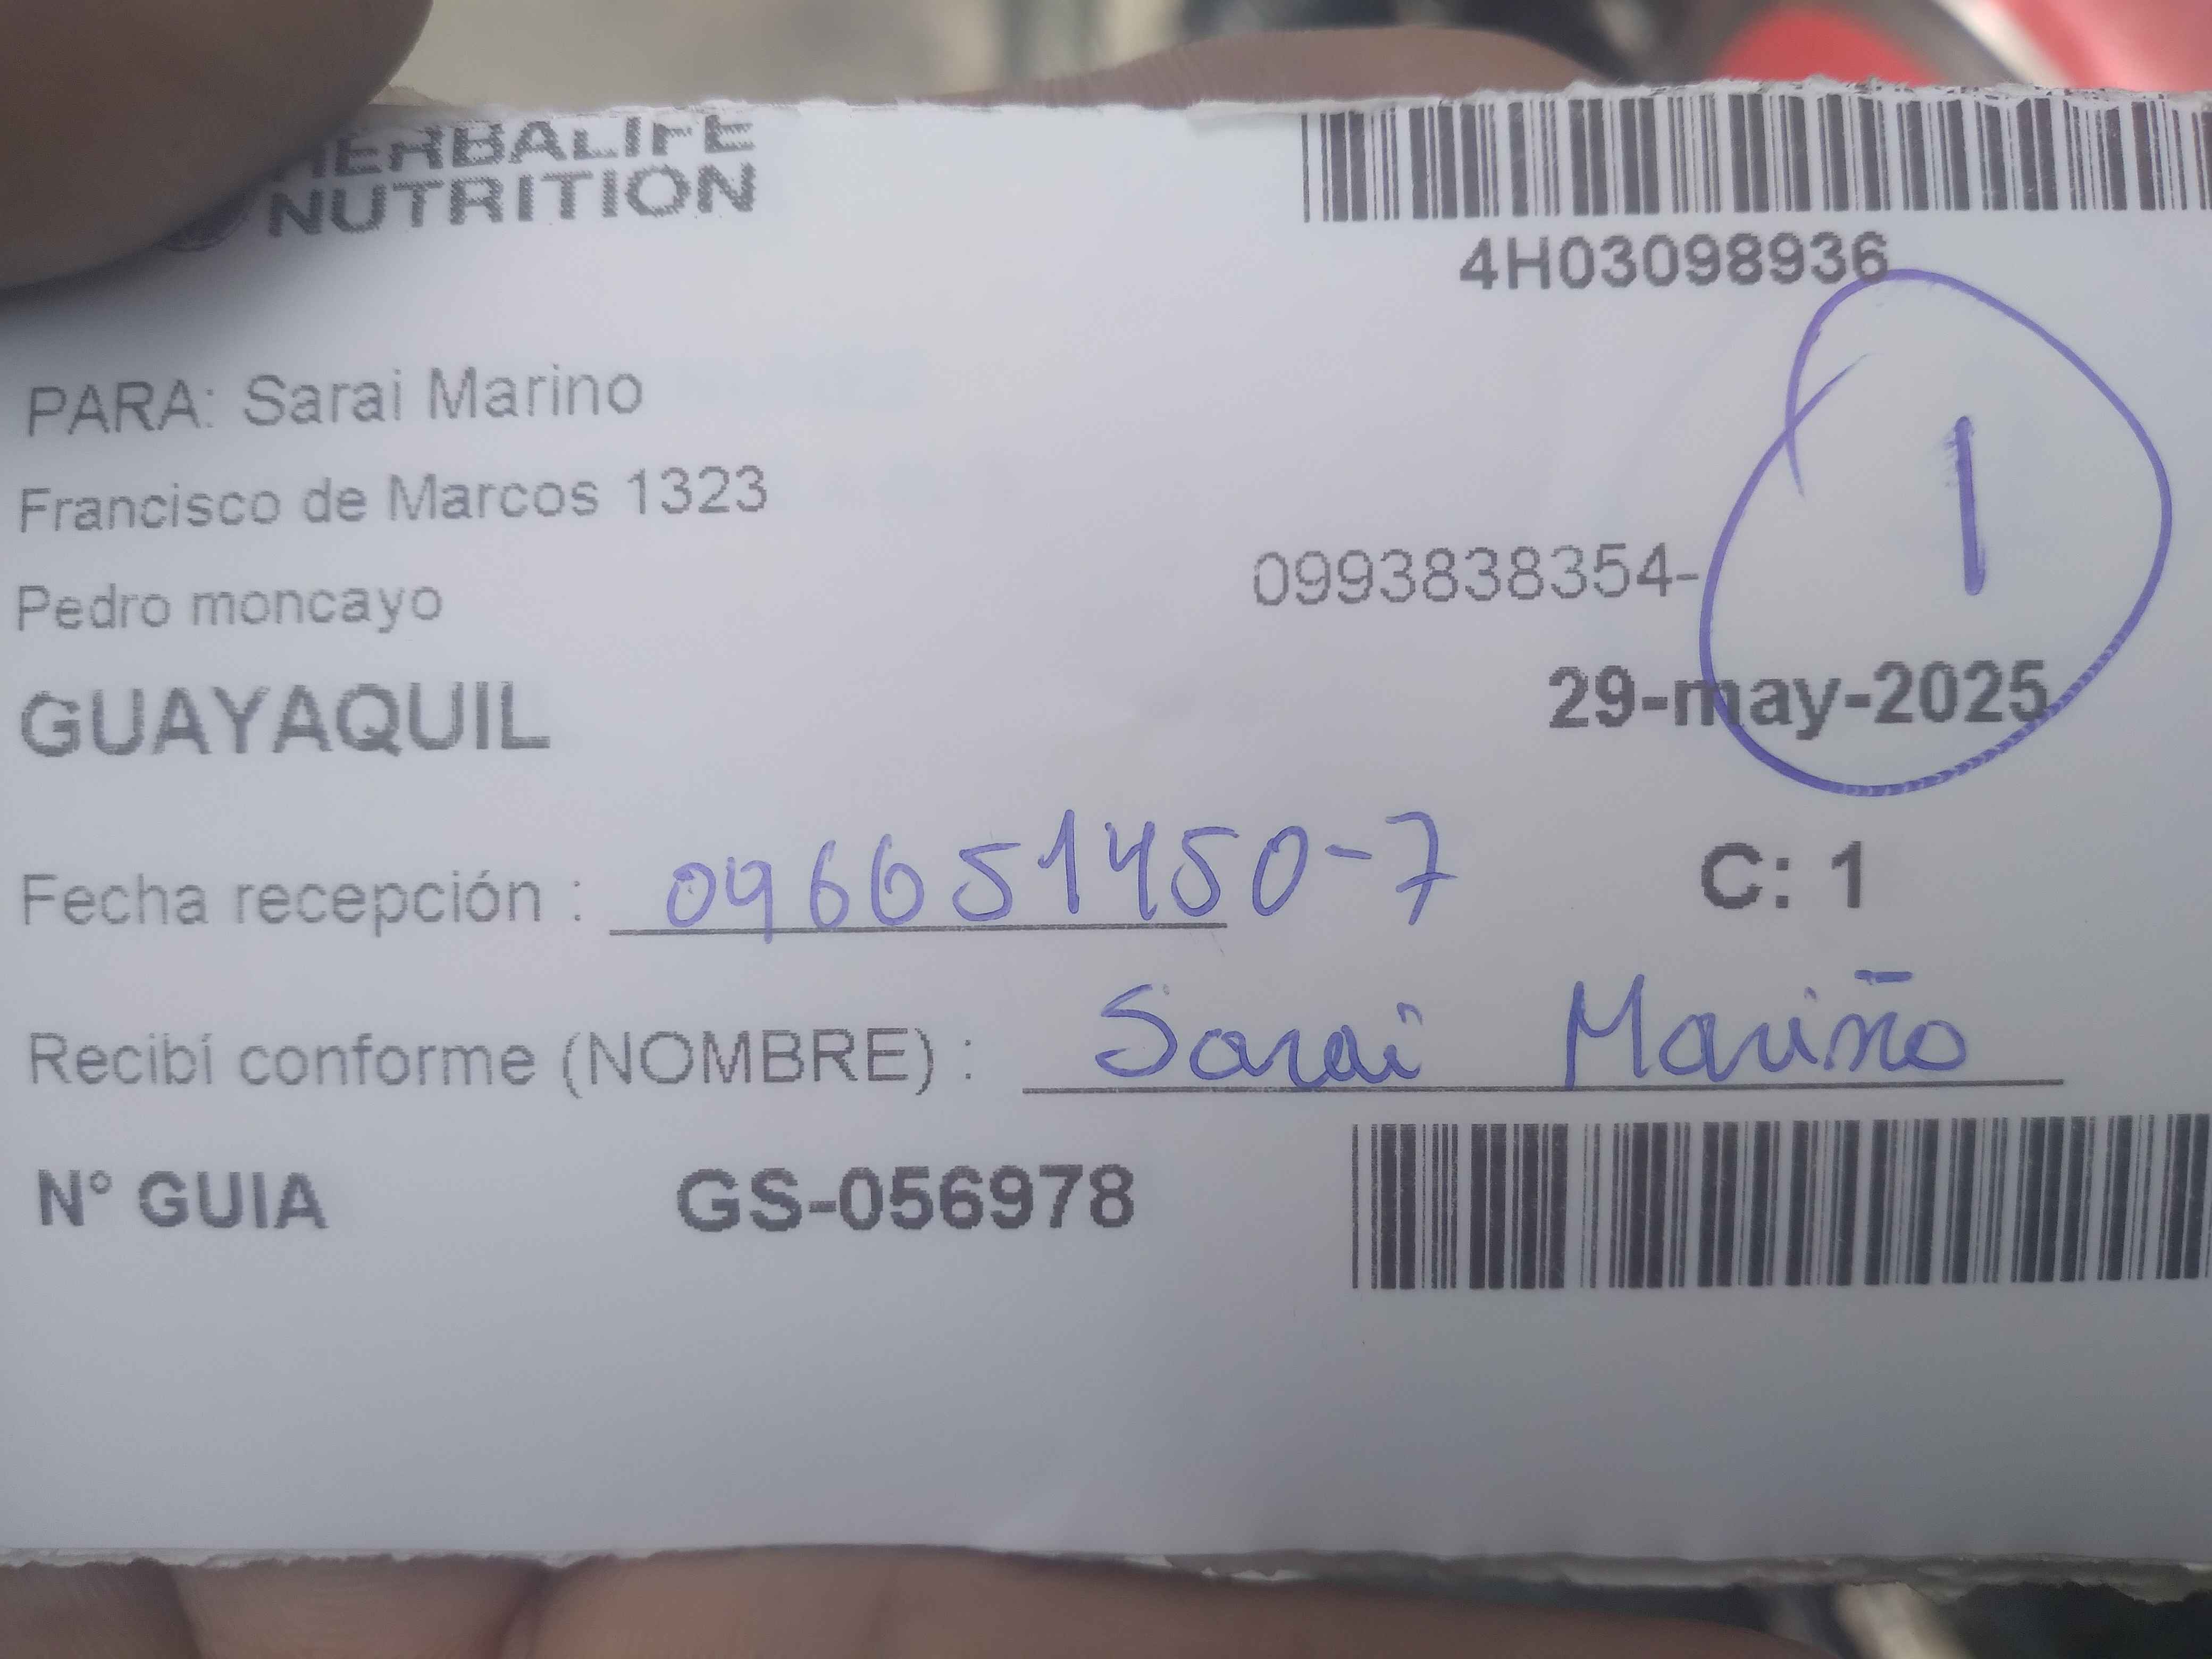 HERBALIFE
NUTRITION
4H03098936
PARA: Sarai Marino
Francisco de Marcos 1323
1
Pedro moncayo 0993838354-
GUAYAQUIL 29-may-2025
Fecha recepción : 096651450-7 C: 1
Recibí conforme (NOMBRE) : Sarai Mariño
N° GUIA GS-056978